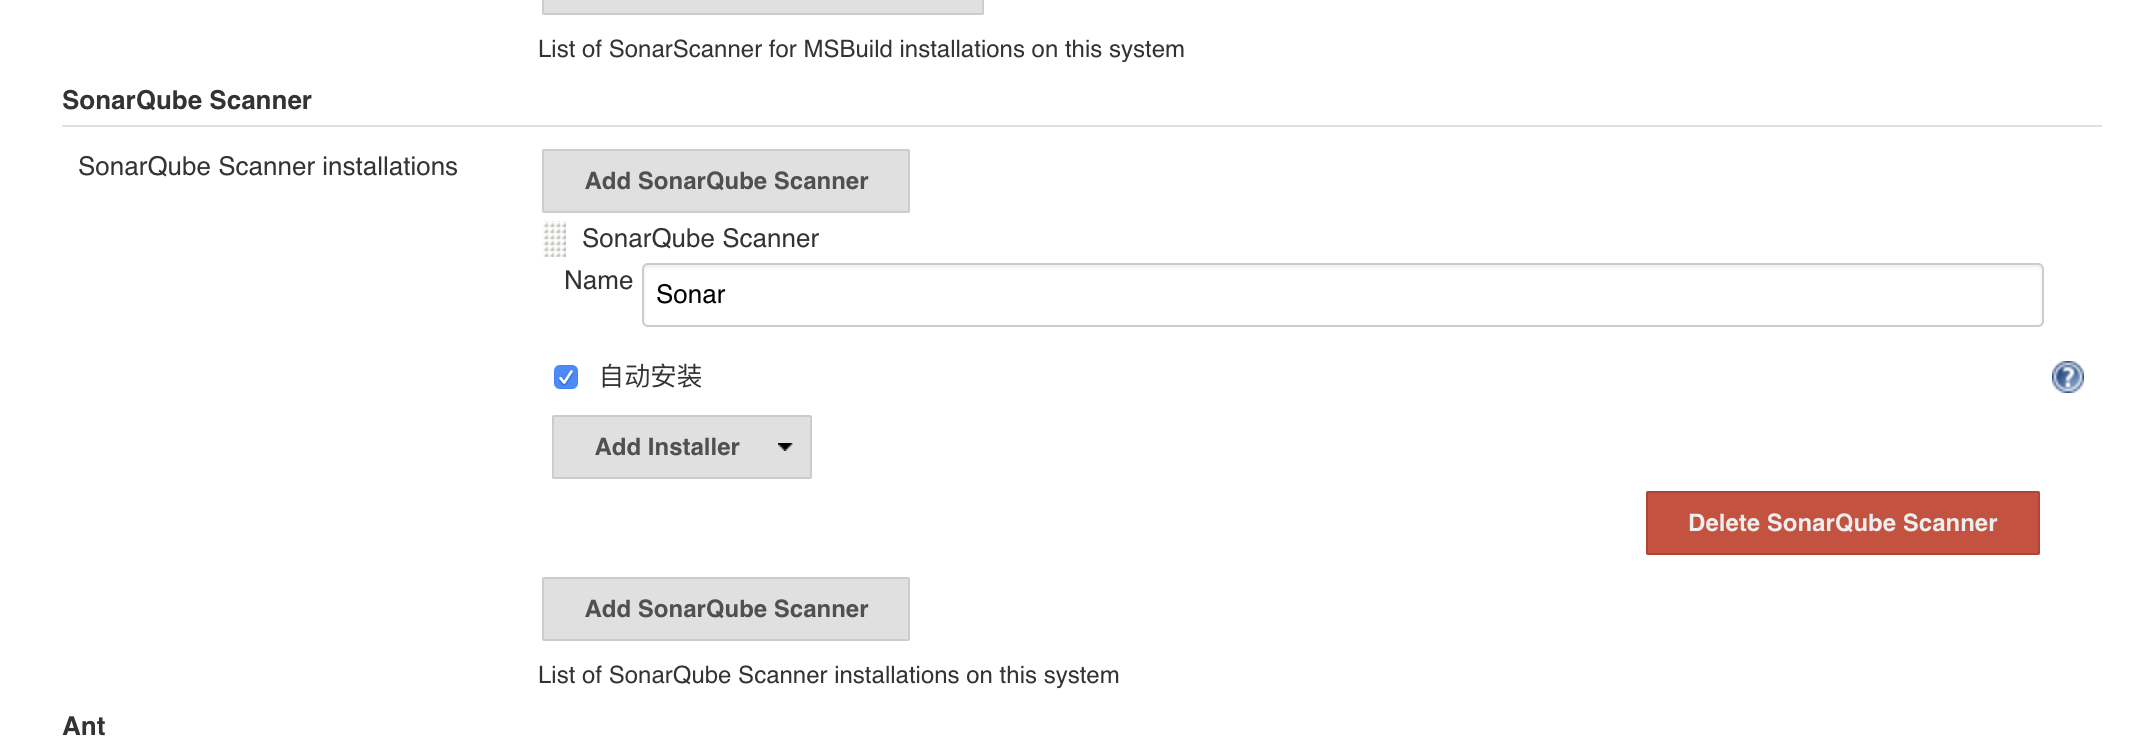 List of SonarScanner for MSBuild installations on this system
SonarQube Scanner
SonarQube Scanner installations
Add SonarQube Scanner
SonarQube Scanner
Name
Sonar
自动安装
?
Add Installer
Delete SonarQube Scanner
Add SonarQube Scanner
List of SonarQube Scanner installations on this system
Ant